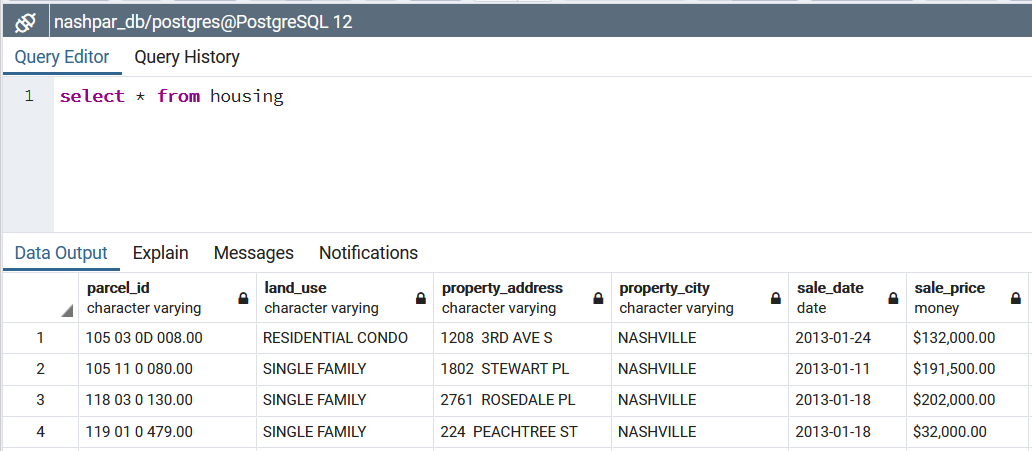 nashpar_db/postgres@PostgreSQL 12
Query Editor Query History
1 select * from housing
Data Output Explain Messages Notifications
parcel_id land_use property_address property_city sale_date sale_price
character varying character varying character varying character varying date money
1 105 03 0D 008.00 RESIDENTIAL CONDO 1208  3RD AVE S NASHVILLE 2013-01-24 $132,000.00
2 105 11 0 080.00 SINGLE FAMILY 1802  STEWART PL NASHVILLE 2013-01-11 $191,500.00
3 118 03 0 130.00 SINGLE FAMILY 2761  ROSEDALE PL NASHVILLE 2013-01-18 $202,000.00
4 119 01 0 479.00 SINGLE FAMILY 224  PEACHTREE ST NASHVILLE 2013-01-18 $32,000.00